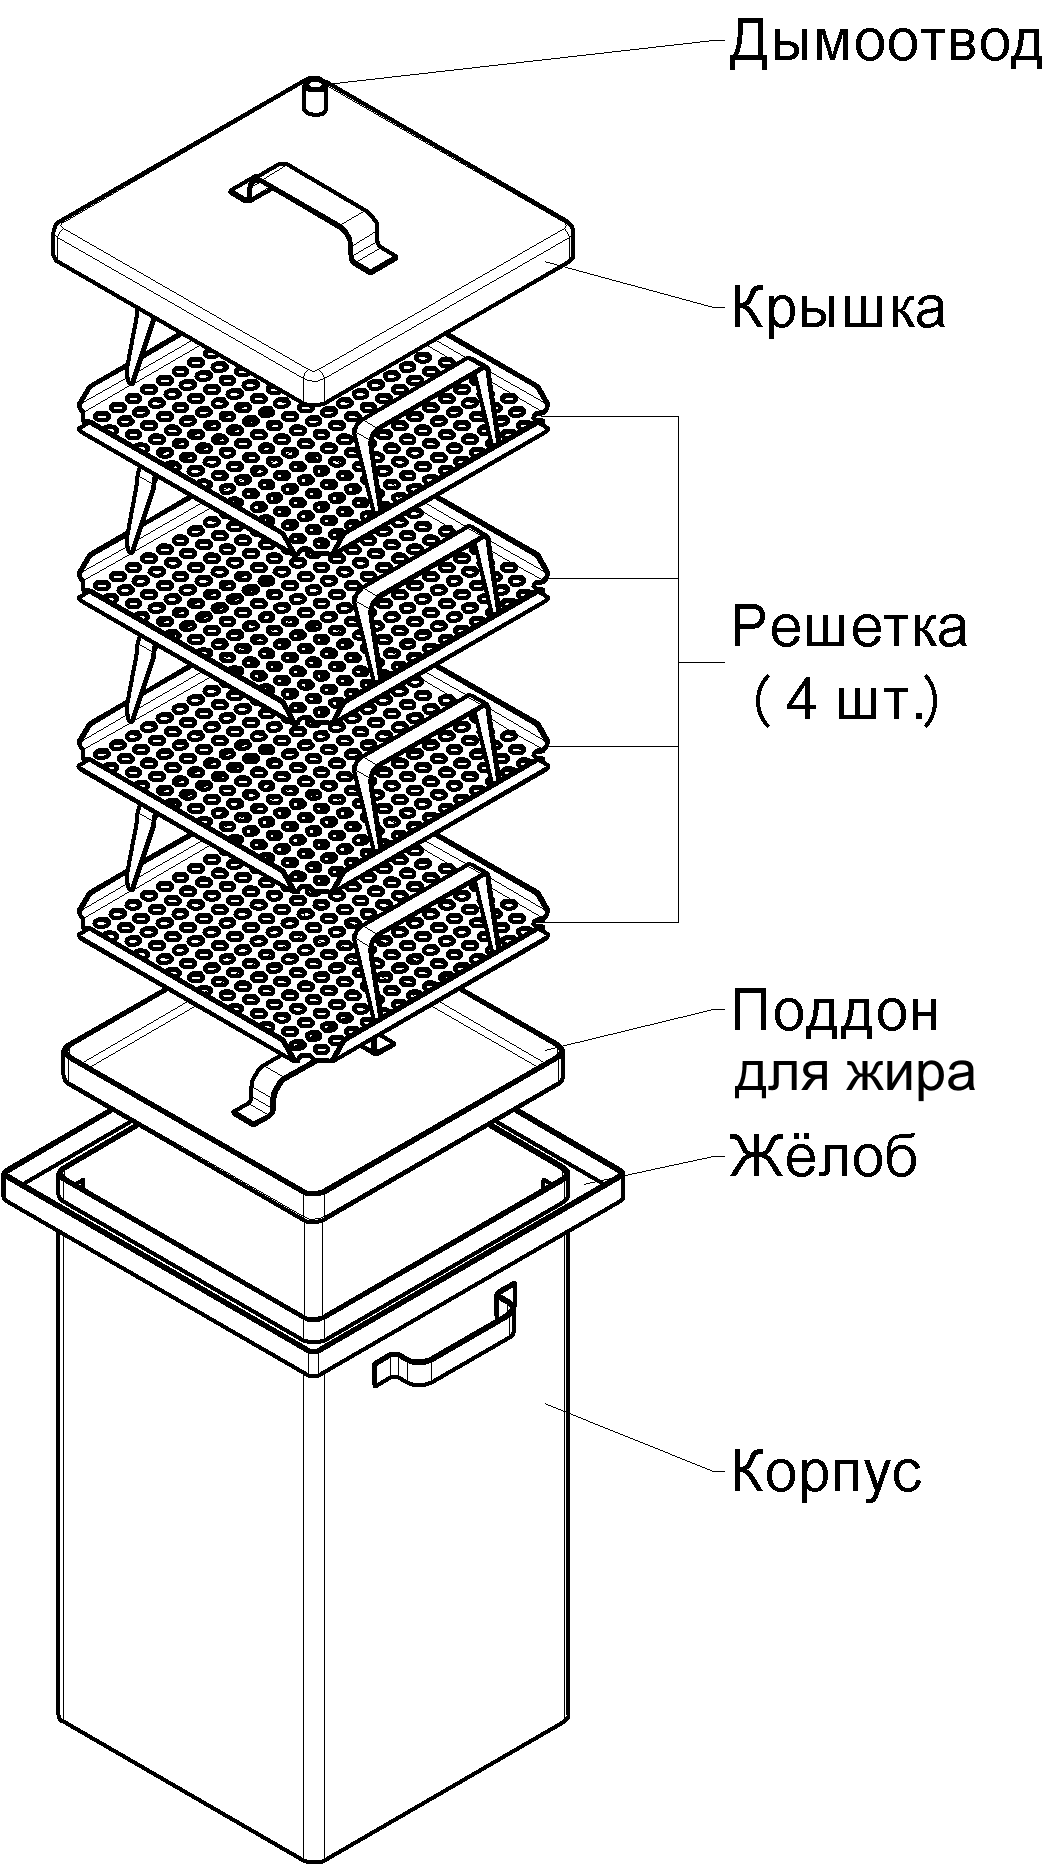 Дымоотвод
Крышка
Решетка
( 4 шт.)
Поддон
для жира
Жёлоб
Корпус